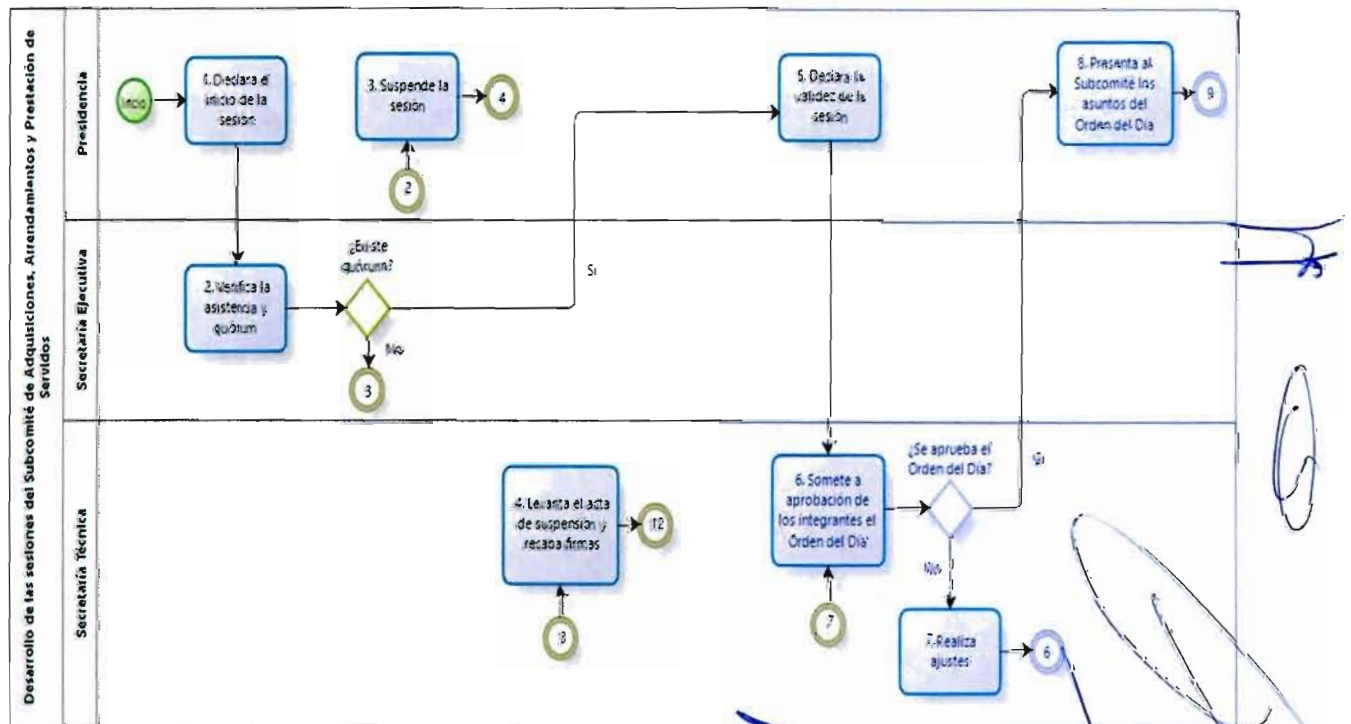 Desarrollo de las sesiones del Subcomité de Adquisiciones, Arrendamientos y Prestación de
Servicios
Presidencia
Inicio
1. Declara el
inicio de la
sesión
3. Suspende la
sesión
4
2
5. Declara la
validez de la
sesión
8. Presenta al
Subcomité los
asuntos del
Orden del Día
9
Secretaría Ejecutiva
2. Verifica la
asistencia y
quórum
¿Existe
quórum?
Si
No
3
Secretaría Técnica
4. Levanta el acta
de suspensión y
recaba firmas
12
3
6. Somete a
aprobación de
los integrantes el
Orden del Día
¿Se aprueba el
Orden del Día?
Si
No
7
7. Realiza
ajustes
6